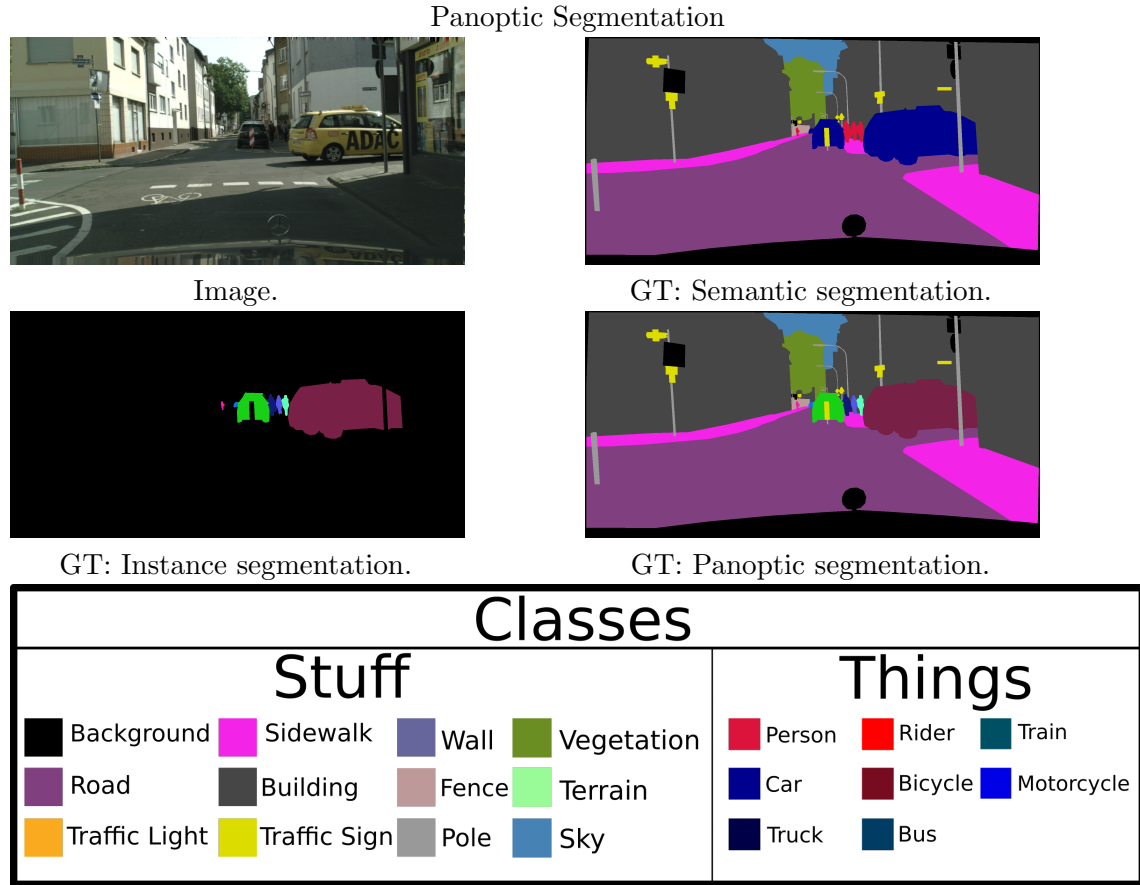 Panoptic Segmentation
ADAC
Image.
GT: Semantic segmentation.
GT: Instance segmentation.
GT: Panoptic segmentation.
Classes
Stuff
Things
Background
Sidewalk
Wall
Vegetation
Person
Rider
Train
Road
Building
Fence
Terrain
Car
Bicycle
Motorcycle
Traffic Light
Traffic Sign
Pole
Sky
Truck
Bus